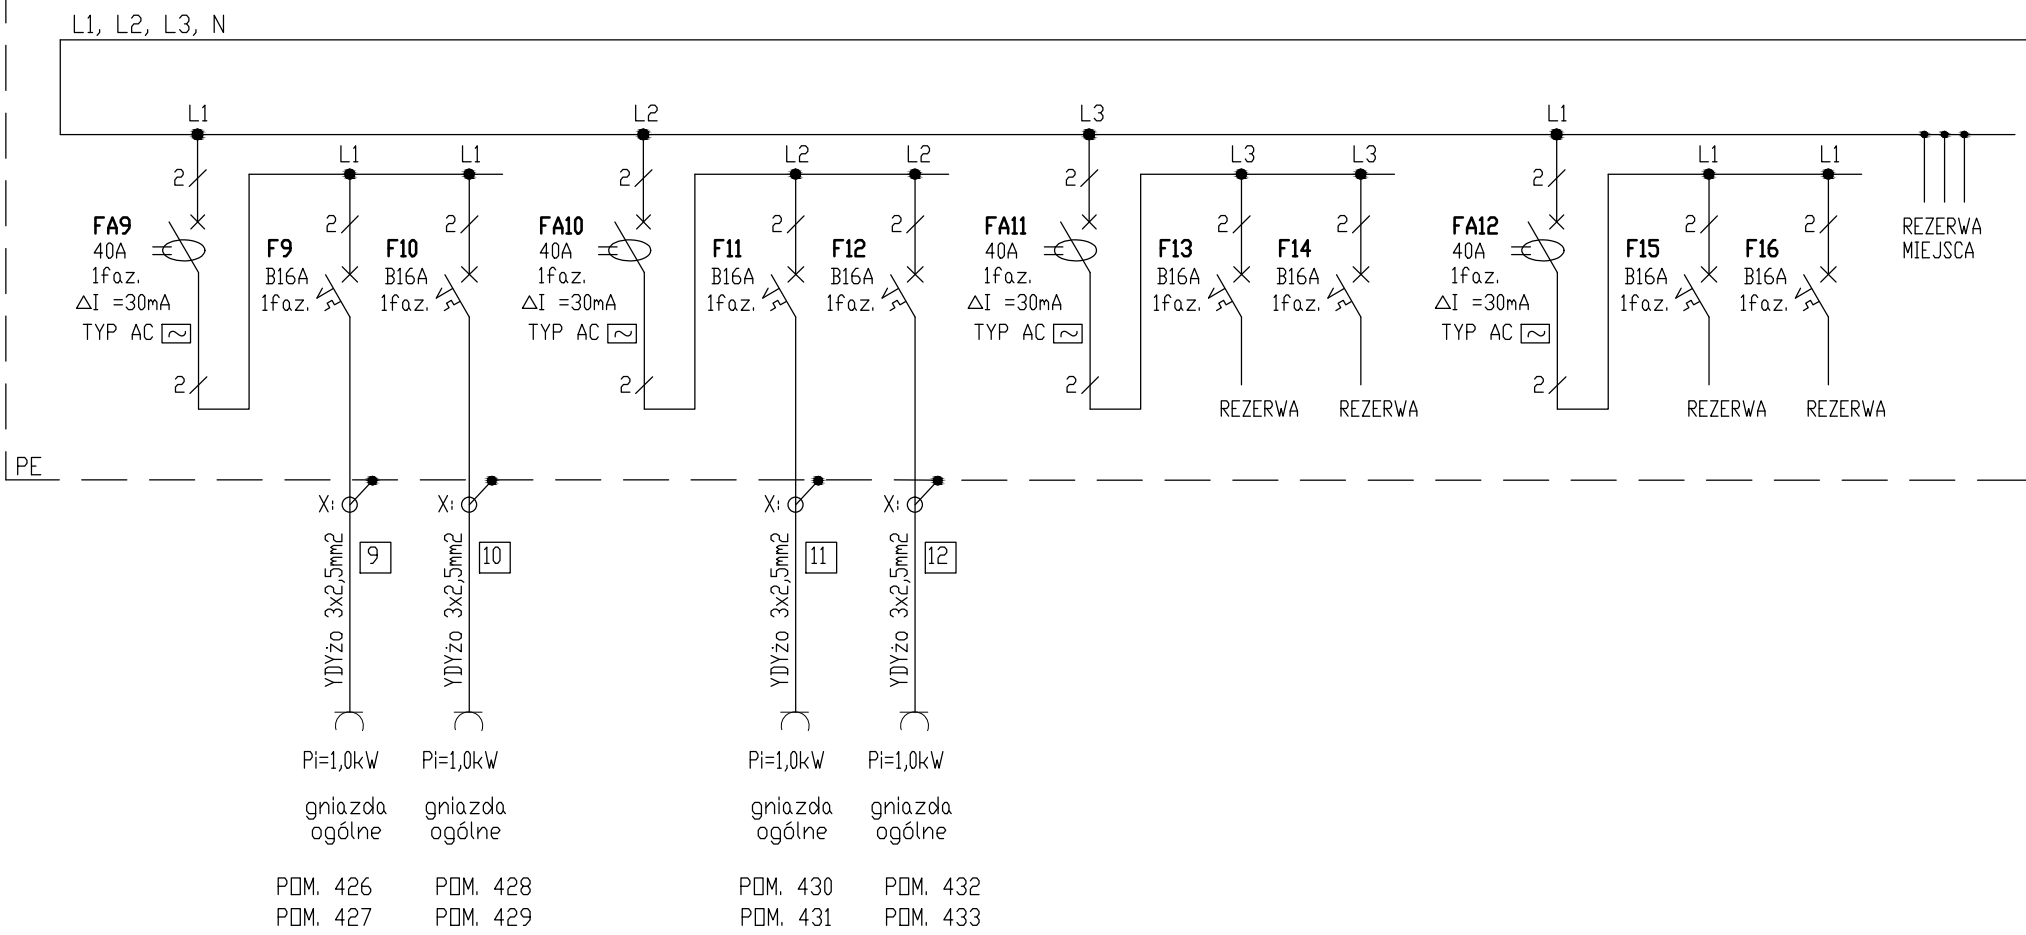 L1, L2, L3, N
L1
L2
L3
L1
L1
L1
L2
L2
L3
L3
L1
L1
2
2
2
2
2
2
2
2
2
2
2
2
FA9
40A
1faz.
△I =30mA
TYP AC ~
2
F9
B16A
1faz.
F10
B16A
1faz.
FA10
40A
1faz.
△I =30mA
TYP AC ~
2
F11
B16A
1faz.
F12
B16A
1faz.
FA11
40A
1faz.
△I =30mA
TYP AC ~
2
F13
B16A
1faz.
REZERWA
F14
B16A
1faz.
REZERWA
FA12
40A
1faz.
△I =30mA
TYP AC ~
2
F15
B16A
1faz.
REZERWA
F16
B16A
1faz.
REZERWA
REZERWA
MIEJSCA
PE
X:
YDYżo 3x2,5mm2
9
Pi=1,0kW
gniazda
ogólne
POM. 426
POM. 427
X:
YDYżo 3x2,5mm2
10
Pi=1,0kW
gniazda
ogólne
POM. 428
POM. 429
X:
YDYżo 3x2,5mm2
11
Pi=1,0kW
gniazda
ogólne
POM. 430
POM. 431
X:
YDYżo 3x2,5mm2
12
Pi=1,0kW
gniazda
ogólne
POM. 432
POM. 433